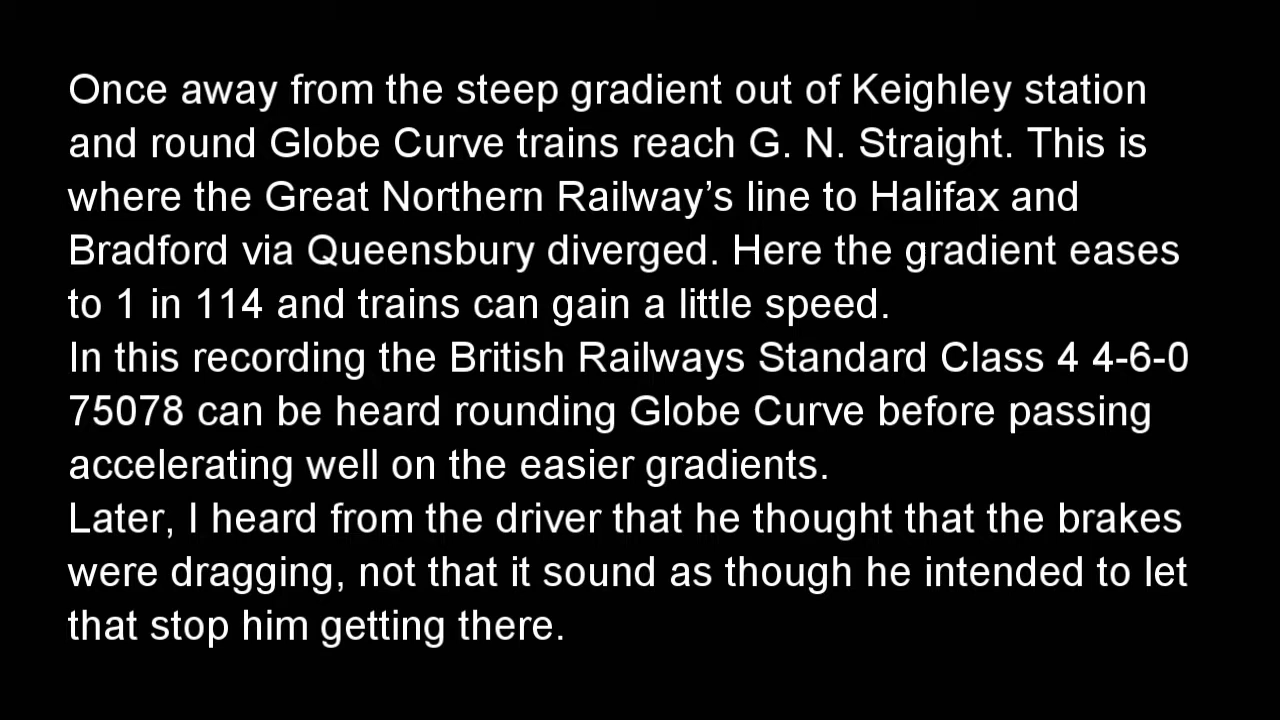 Once away from the steep gradient out of Keighley station
and round Globe Curve trains reach G. N. Straight. This is
where the Great Northern Railway’s line to Halifax and
Bradford via Queensbury diverged. Here the gradient eases
to 1 in 114 and trains can gain a little speed.
In this recording the British Railways Standard Class 4 4-6-0
75078 can be heard rounding Globe Curve before passing
accelerating well on the easier gradients.
Later, I heard from the driver that he thought that the brakes
were dragging, not that it sound as though he intended to let
that stop him getting there.